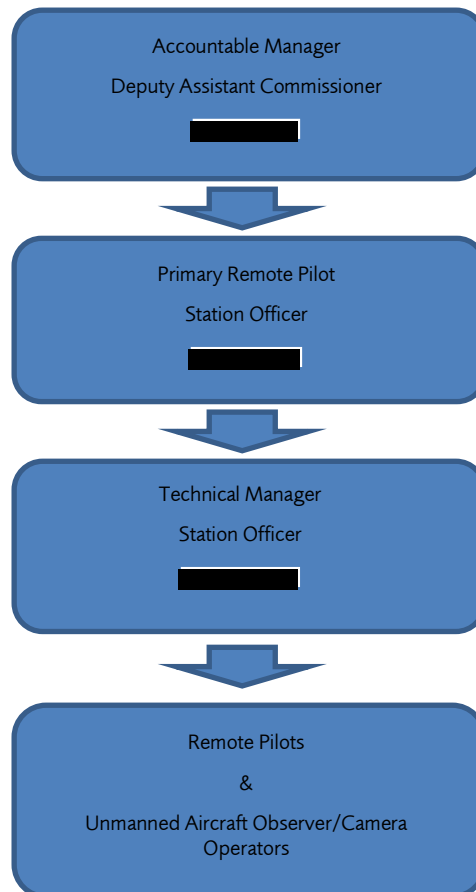 Accountable Manager
Deputy Assistant Commissioner
Primary Remote Pilot
Station Officer
Technical Manager
Station Officer
Remote Pilots
&
Unmanned Aircraft Observer/Camera
Operators